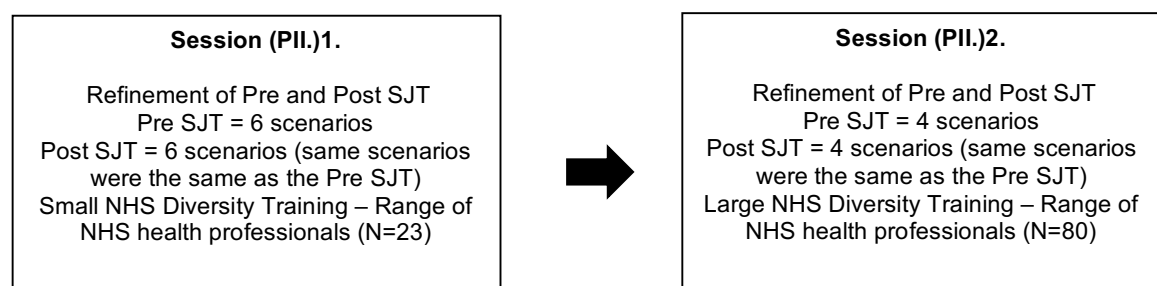 Session (PII.)1.
Refinement of Pre and Post SJT
Pre SJT = 6 scenarios
Post SJT = 6 scenarios (same scenarios
were the same as the Pre SJT)
Small NHS Diversity Training – Range of
NHS health professionals (N=23)
Session (PII.)2.
Refinement of Pre and Post SJT
Pre SJT = 4 scenarios
Post SJT = 4 scenarios (same scenarios
were the same as the Pre SJT)
Large NHS Diversity Training – Range of
NHS health professionals (N=80)